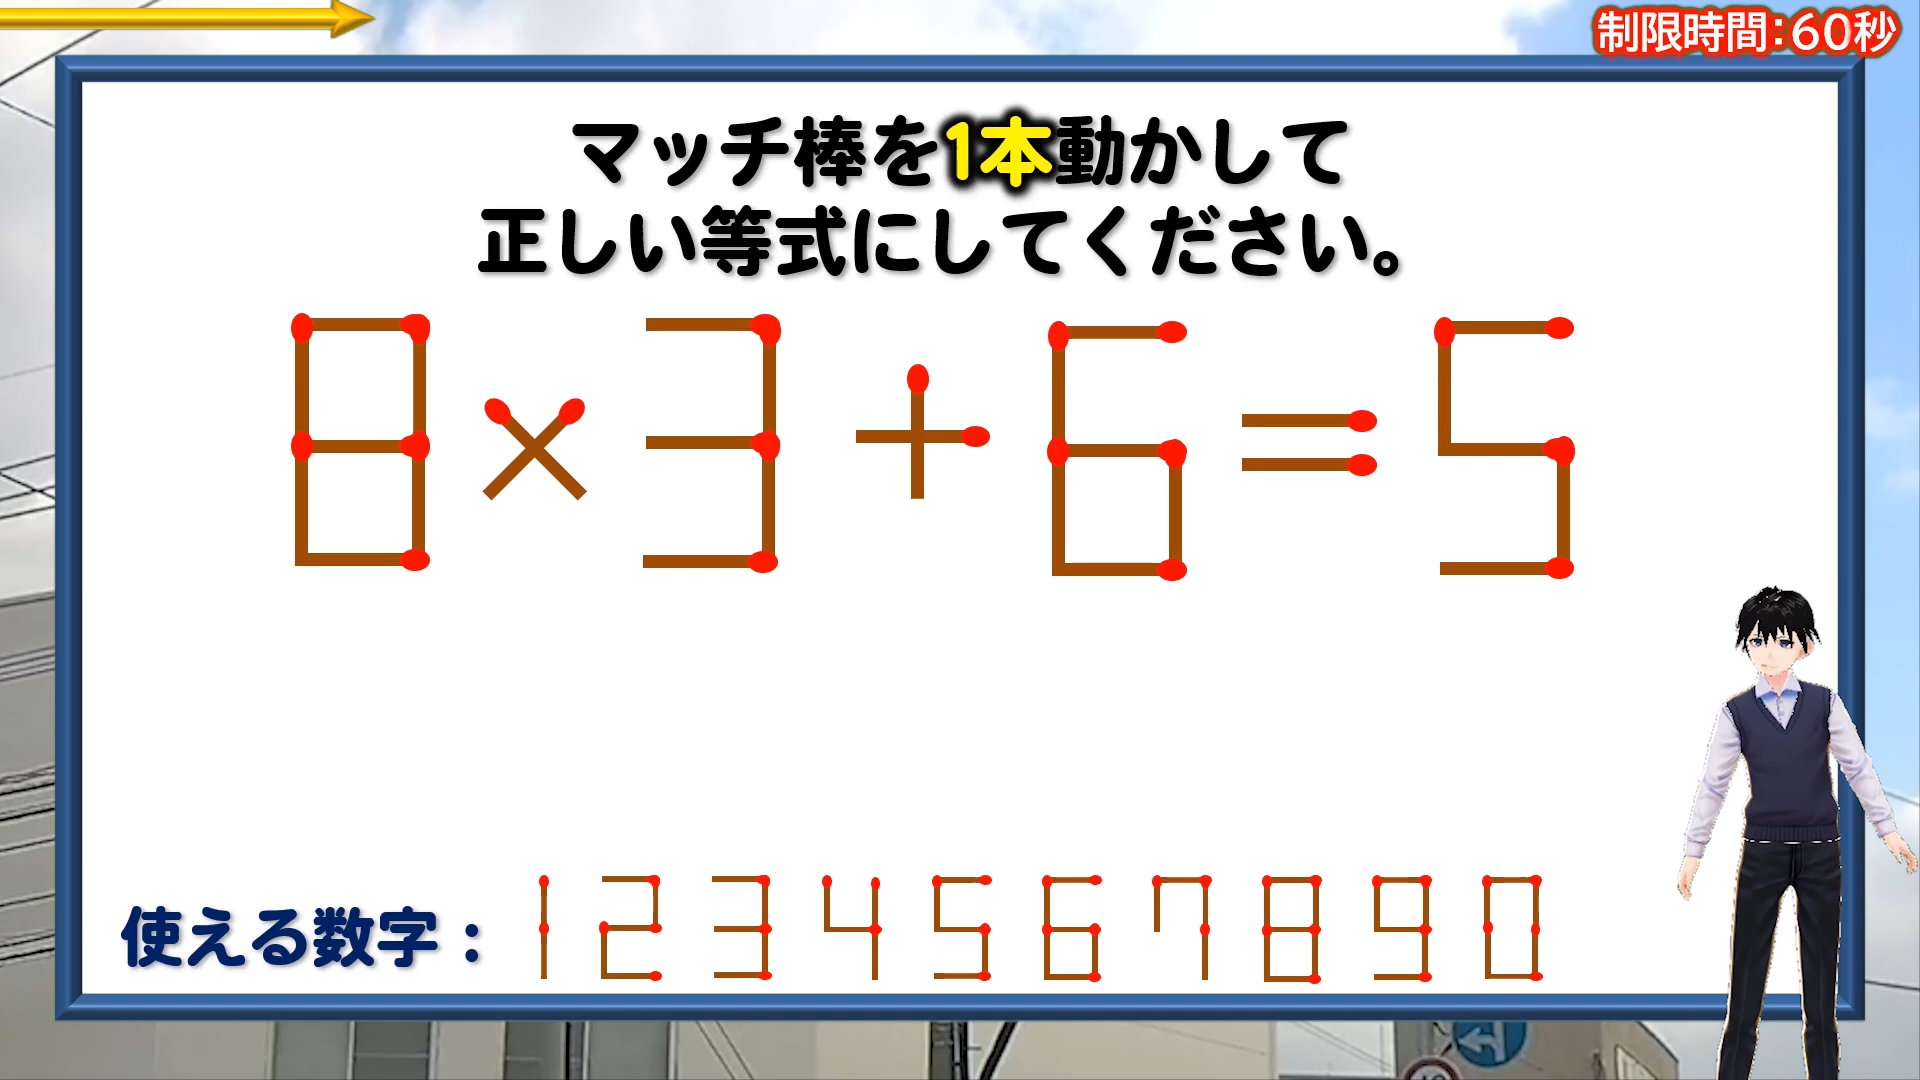 制限時間:60秒
マッチ棒を1本動かして
正しい等式にしてください。
8×3+6=5
使える数字：1234567890